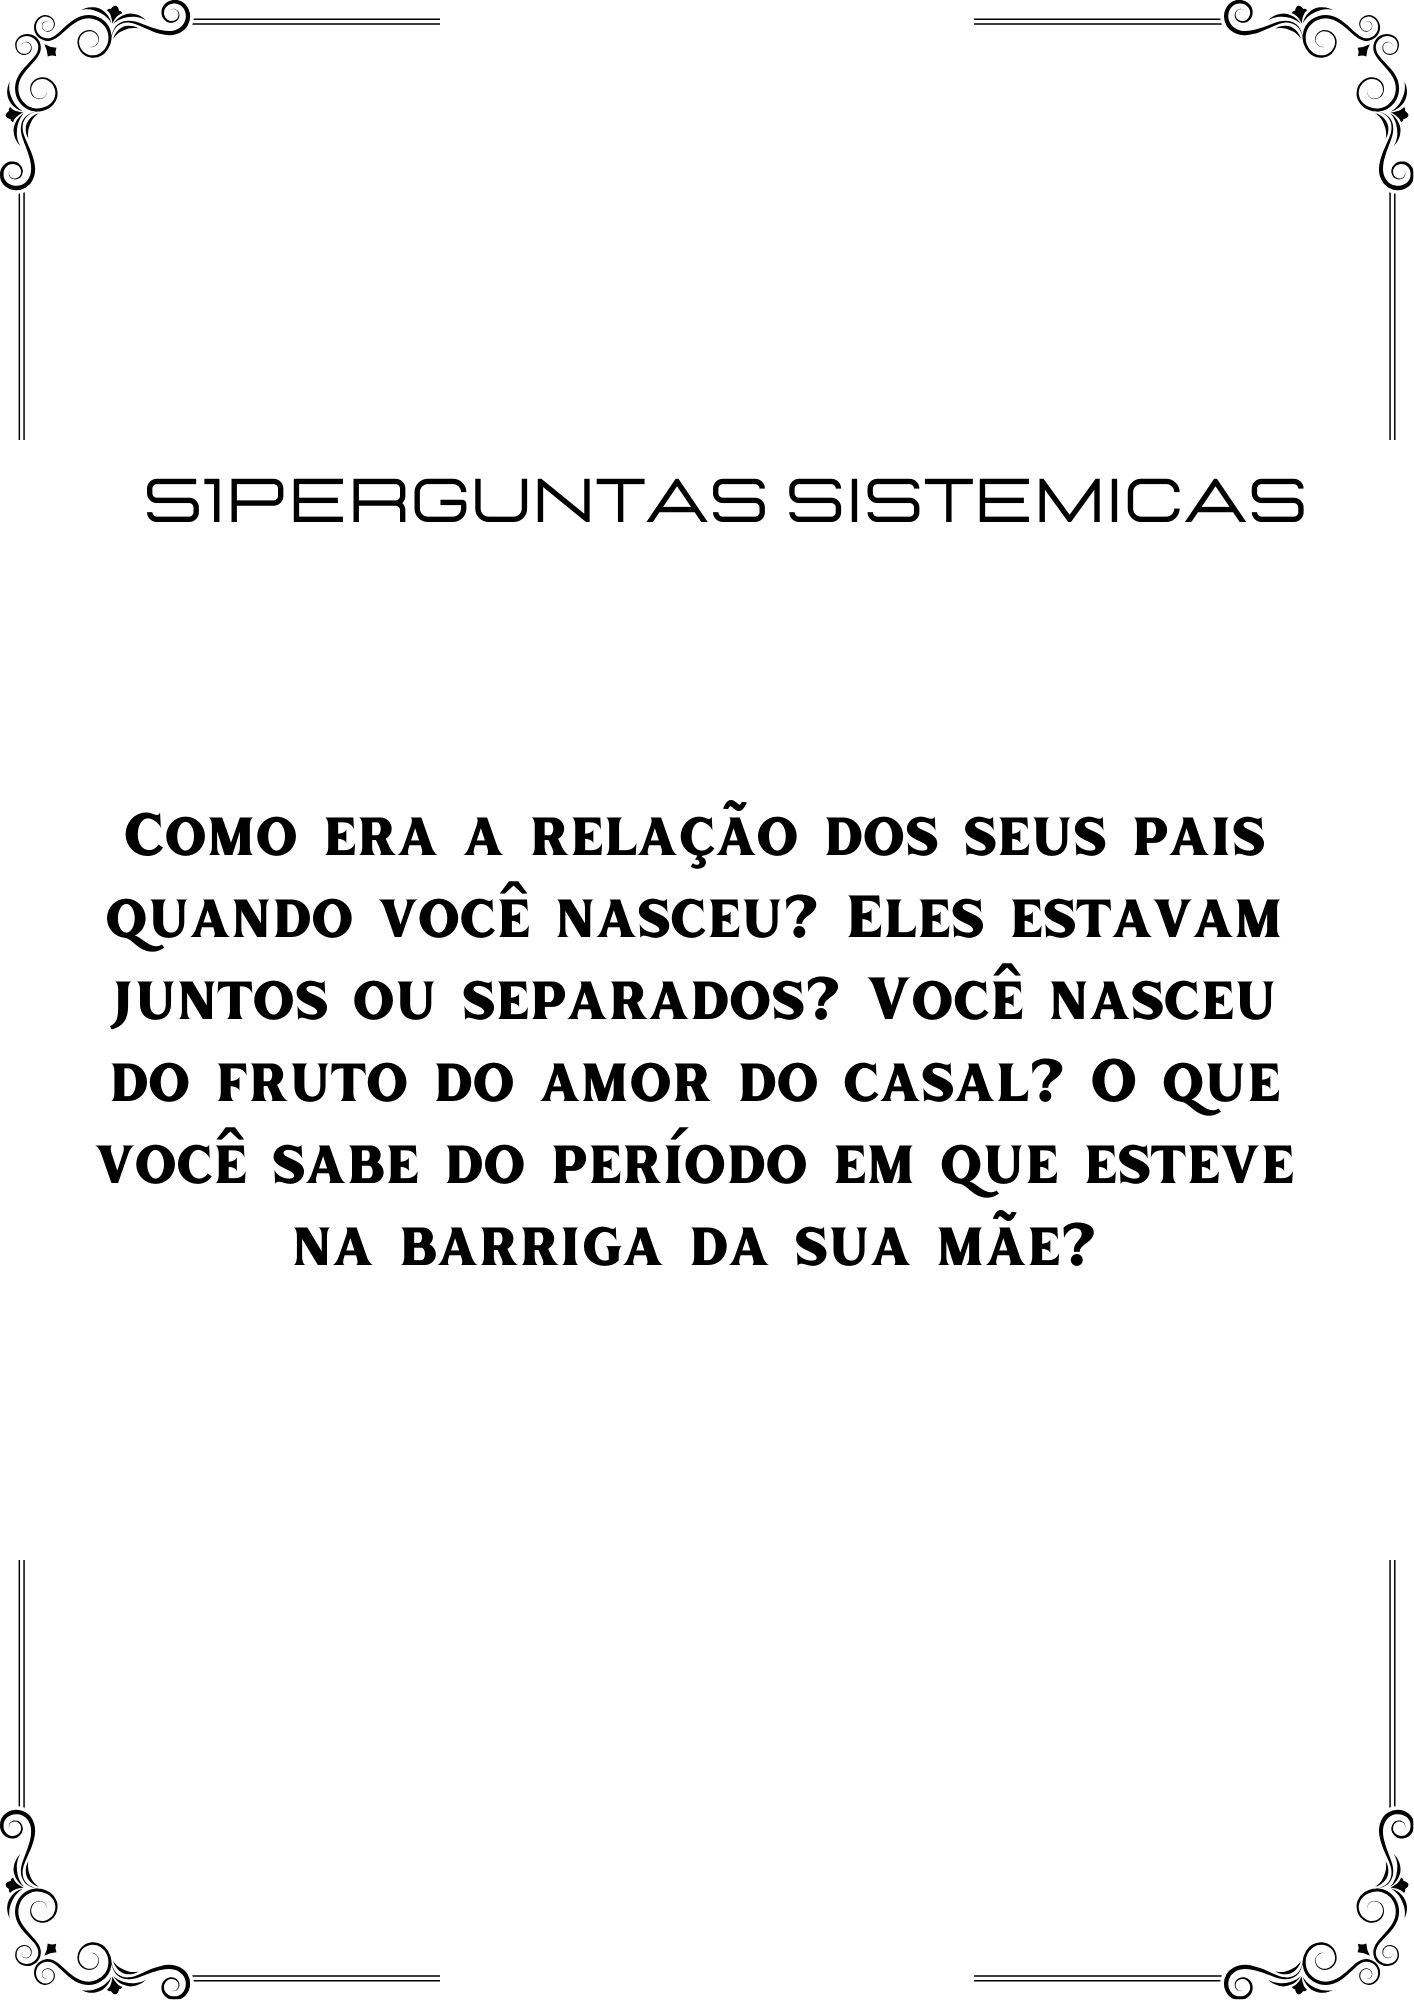 S1PERGUNTAS SISTEMICAS
Como era a relação dos seus pais
quando você nasceu? Eles estavam
juntos ou separados? Você nasceu
do fruto do amor do casal? O que
você sabe do período em que esteve
na barriga da sua mãe?